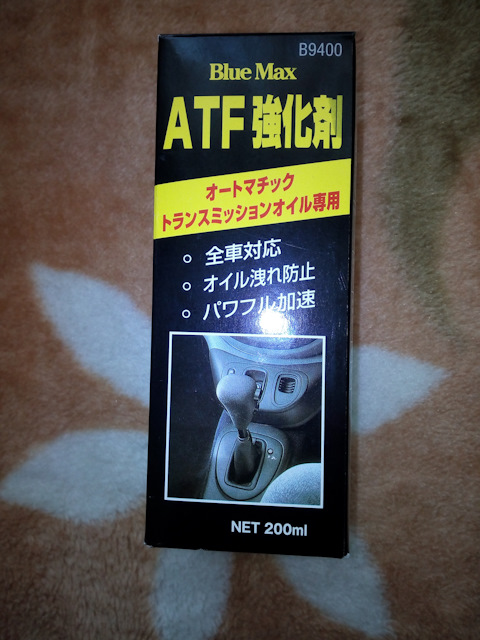 B9400
Blue Max
ATF強化剤
オートマチック
トランスミッションオイル専用
○ 全車対応
○ オイル洩れ防止
○ パワフル加速
NET 200ml